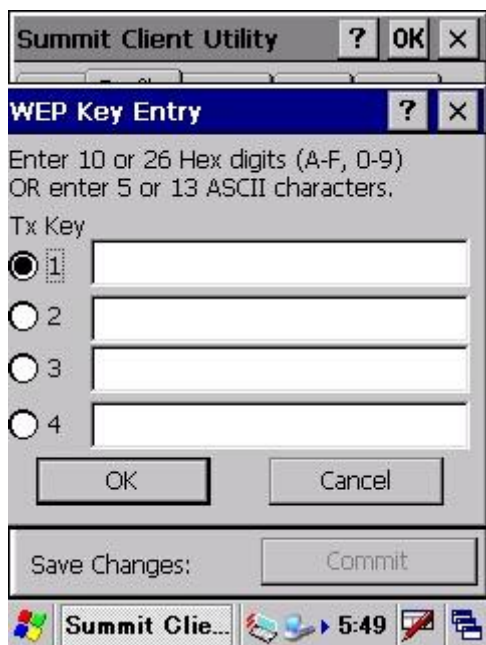 Summit Client Utility ? OK ×
WEP Key Entry ? ×
Enter 10 or 26 Hex digits (A-F, 0-9)
OR enter 5 or 13 ASCII characters.
Tx Key
1
2
3
4
OK Cancel
Save Changes: Commit
Summit Clie... 5:49